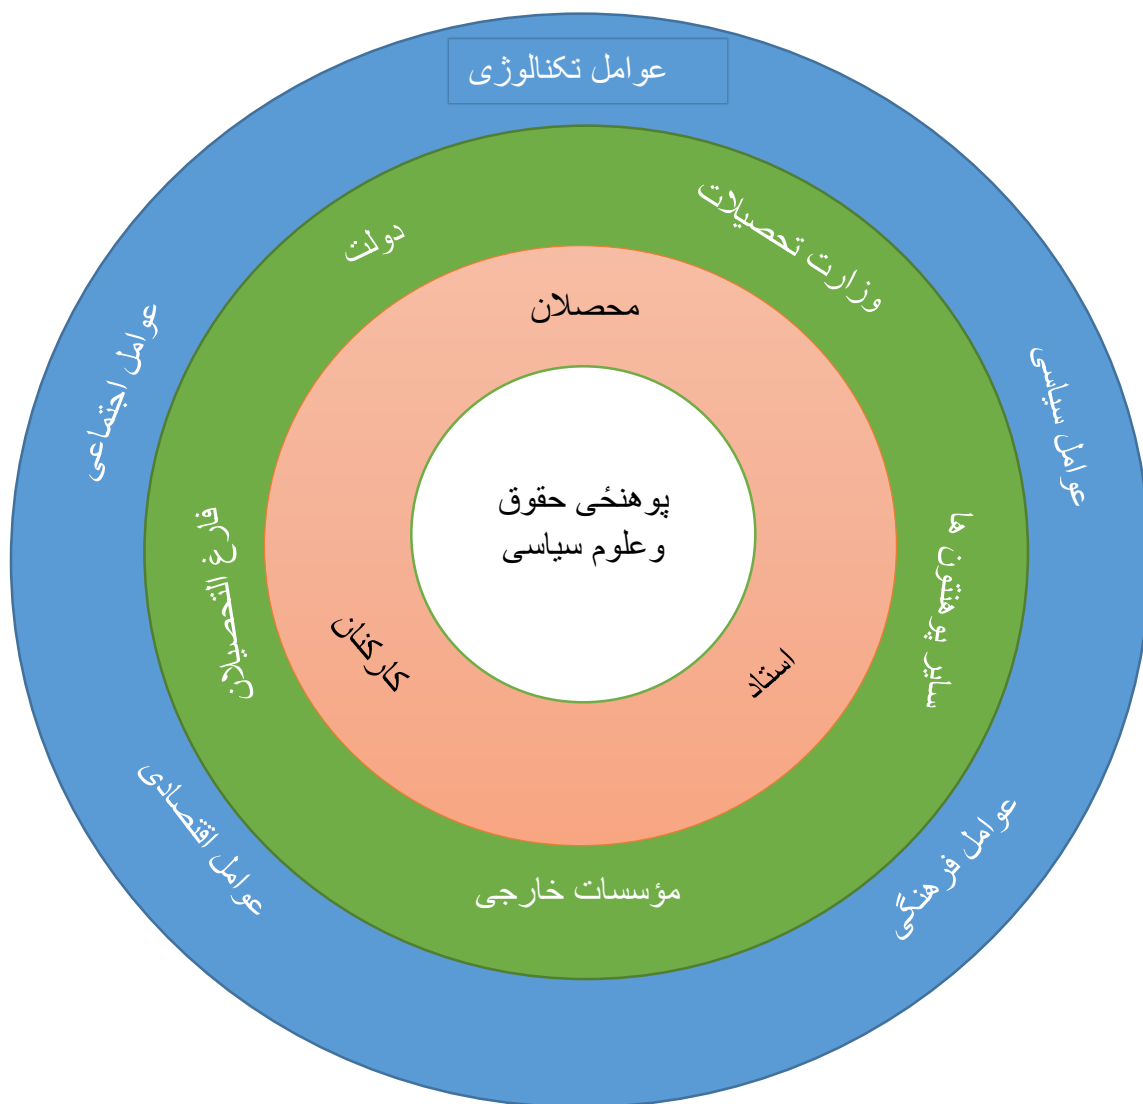 عوامل تکنالوژی
وزارت تحصیلات
دولت
محصلان
عوامل سیاسی
عوامل اجتماعی
پوهنځی حقوق
وعلوم سیاسی
سایر پوهنتون ها
فارغ التحصیلان
استاد
کارکنان
عوامل فرهنگی
عوامل اقتصادی
مؤسسات خارجی